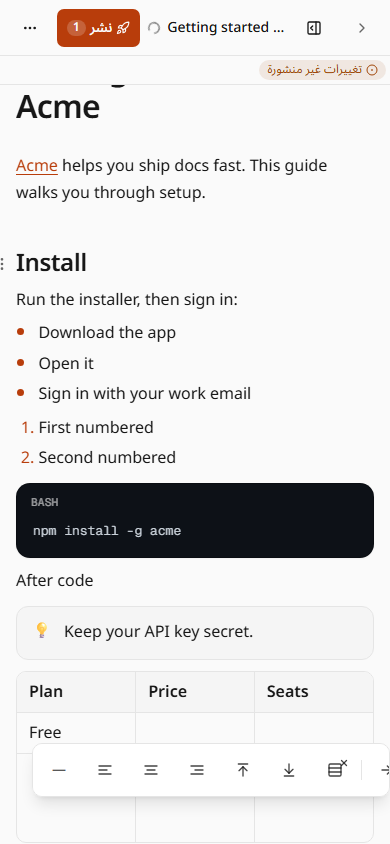 نشر 1
Getting started ...
تغييرات غير منشورة
Acme
Acme helps you ship docs fast. This guide
walks you through setup.
Install
Run the installer, then sign in:
Download the app
Open it
Sign in with your work email
1. First numbered
2. Second numbered
BASH
npm install -g acme
After code
💡 Keep your API key secret.
Plan Price Seats
Free